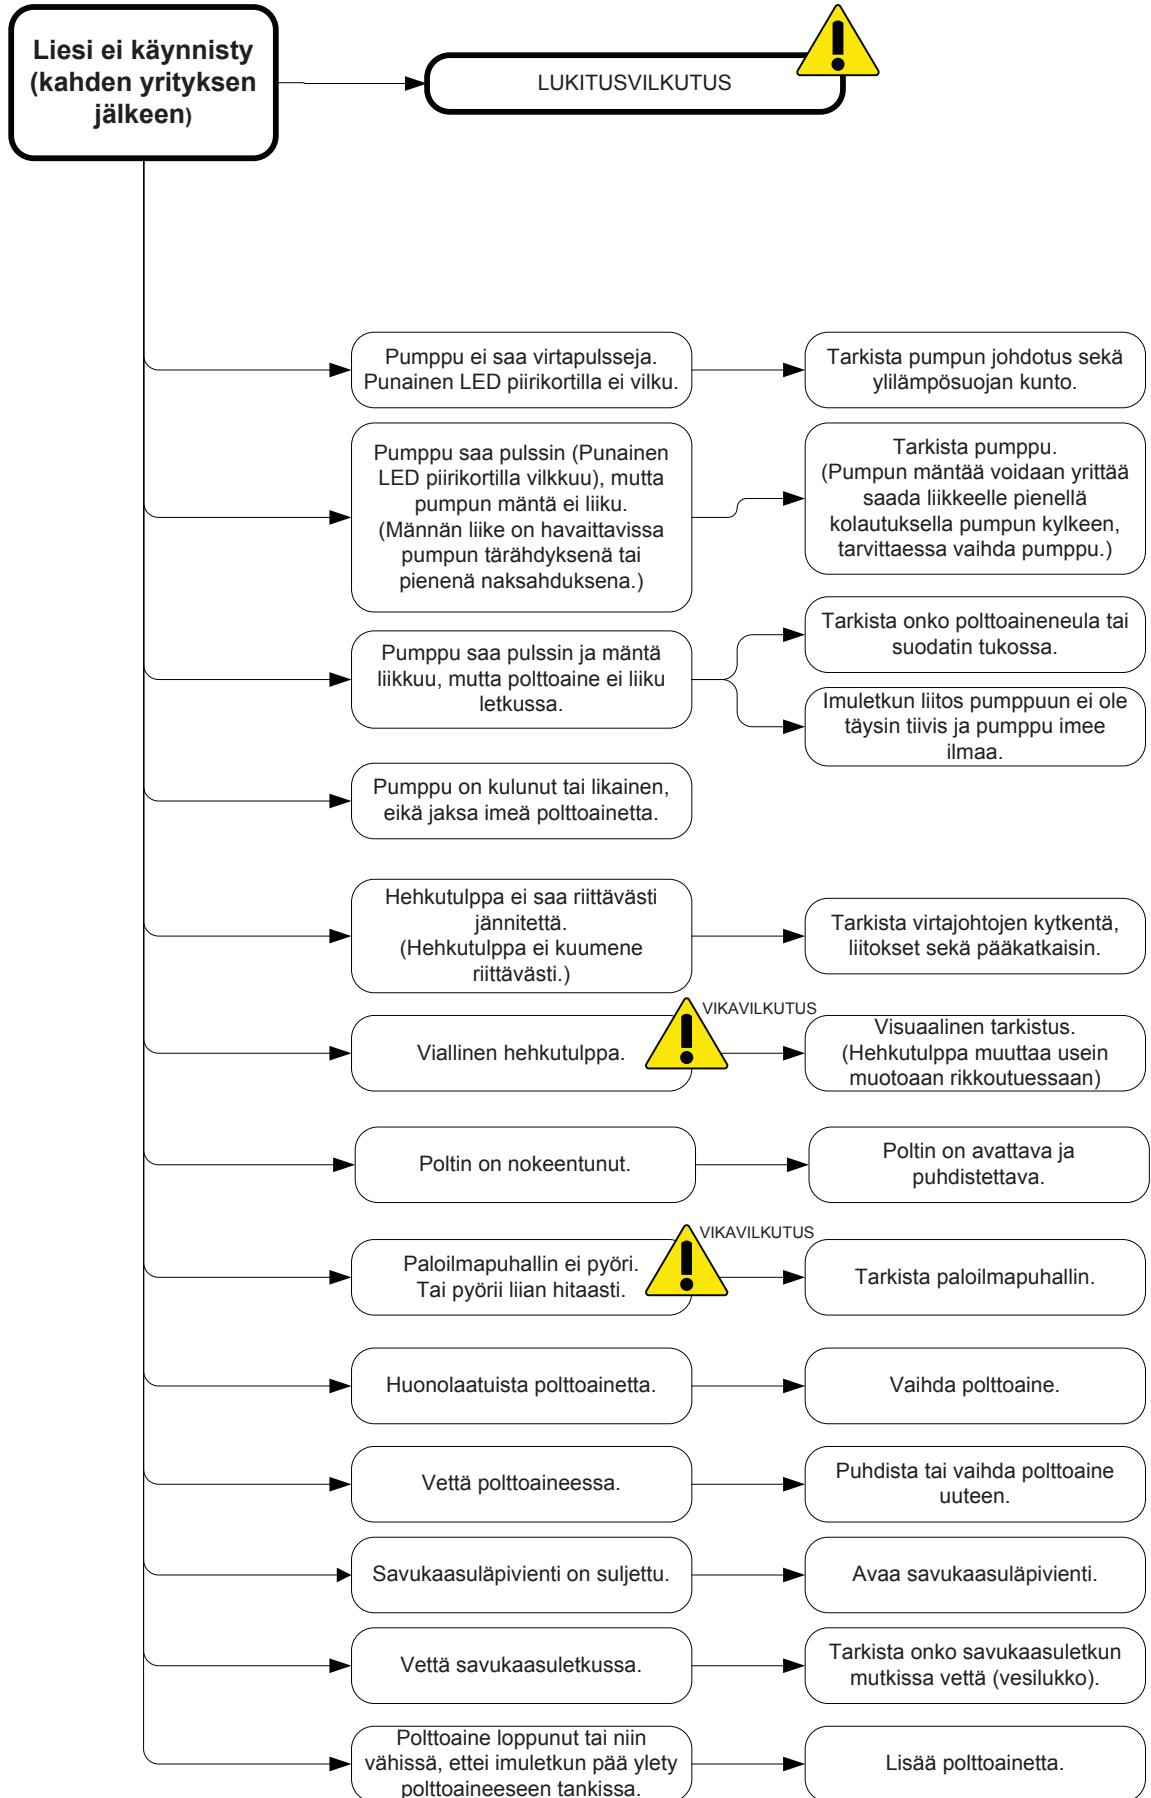 Liesi ei käynnisty
(kahden yrityksen
jälkeen)
LUKITUSVILKUTUS
Pumppu ei saa virtapulsseja.
Punainen LED piirikortilla ei vilku.
Tarkista pumpun johdotus sekä
ylilämpösuojan kunto.
Pumppu saa pulssin (Punainen
LED piirikortilla vilkkuu), mutta
pumpun mäntä ei liiku.
(Männän liike on havaittavissa
pumpun tärähdyksenä tai
pienenä naksahduksena.)
Tarkista pumppu.
(Pumpun mäntää voidaan yrittää
saada liikkeelle pienellä
kolautuksella pumpun kylkeen,
tarvittaessa vaihda pumppu.)
Pumppu saa pulssin ja mäntä
liikkuu, mutta polttoaine ei liiku
letkussa.
Tarkista onko polttoaineneula tai
suodatin tukossa.
Imuletkun liitos pumppuun ei ole
täysin tiivis ja pumppu imee
ilmaa.
Pumppu on kulunut tai likainen,
eikä jaksa imeä polttoainetta.
Hehkutulppa ei saa riittävästi
jännitettä.
(Hehkutulppa ei kuumene
riittävästi.)
Tarkista virtajohtojen kytkentä,
liitokset sekä pääkatkaisin.
Viallinen hehkutulppa.
VIKAVILKUTUS
Visuaalinen tarkistus.
(Hehkutulppa muuttaa usein
muotoaan rikkoutuessaan)
Poltin on nokeentunut.
Poltin on avattava ja
puhdistettava.
Paloilmapuhallin ei pyöri.
Tai pyörii liian hitaasti.
VIKAVILKUTUS
Tarkista paloilmapuhallin.
Huonolaatuista polttoainetta.
Vaihda polttoaine.
Vettä polttoaineessa.
Puhdista tai vaihda polttoaine
uuteen.
Savukaasuläpivienti on suljettu.
Avaa savukaasuläpivienti.
Vettä savukaasuletkussa.
Tarkista onko savukaasuletkun
mutkissa vettä (vesilukko).
Polttoaine loppunut tai niin
vähissä, ettei imuletkun pää ylety
polttoaineeseen tankissa.
Lisää polttoainetta.